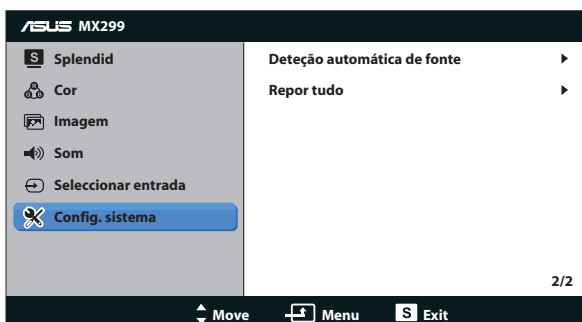 ASUS MX299
S Splendid
Cor
Imagem
Som
Seleccionar entrada
Config. sistema
Deteção automática de fonte
Repor tudo
2/2
Move Menu S Exit